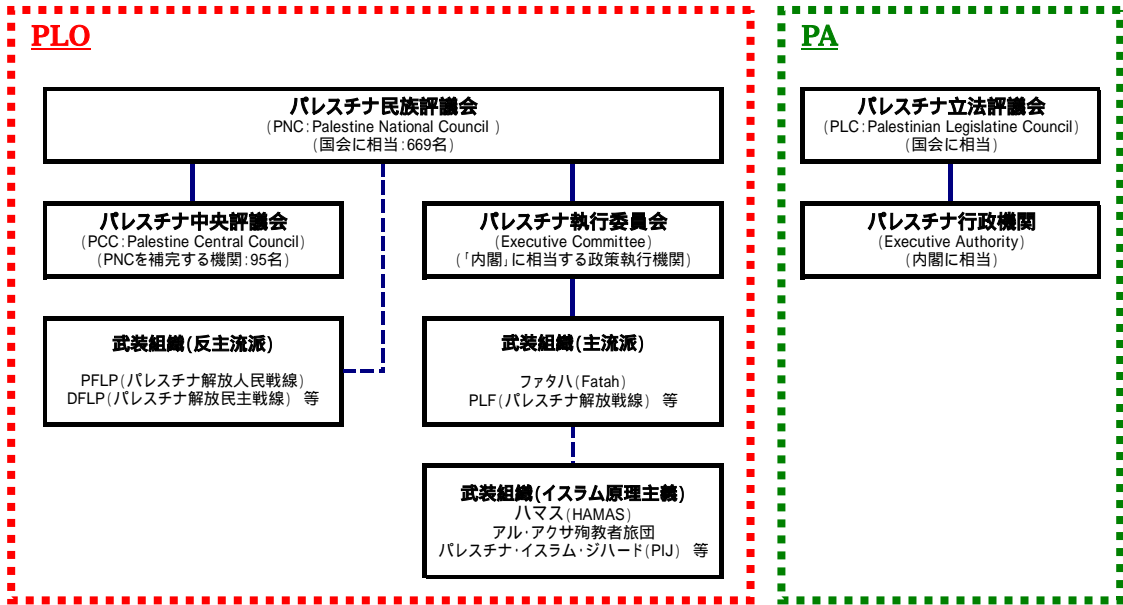 PLO
パレスチナ民族評議会
(PNC:Palestine National Council )
(国会に相当:669名)
パレスチナ中央評議会
(PCC:Palestine Central Council)
(PNCを補完する機関:95名)
パレスチナ執行委員会
(Executive Committee)
(「内閣」に相当する政策執行機関)
武装組織(反主流派)
PFLP(パレスチナ解放人民戦線)
DFLP(パレスチナ解放民主戦線) 等
武装組織(主流派)
ファタハ(Fatah)
PLF(パレスチナ解放戦線) 等
武装組織(イスラム原理主義)
ハマス(HAMAS)
アル・アクサ殉教者旅団
パレスチナ・イスラム・ジハード(PIJ) 等
PA
パレスチナ立法評議会
(PLC:Palestinian Legislatine Council)
(国会に相当)
パレスチナ行政機関
(Executive Authority)
(内閣に相当)